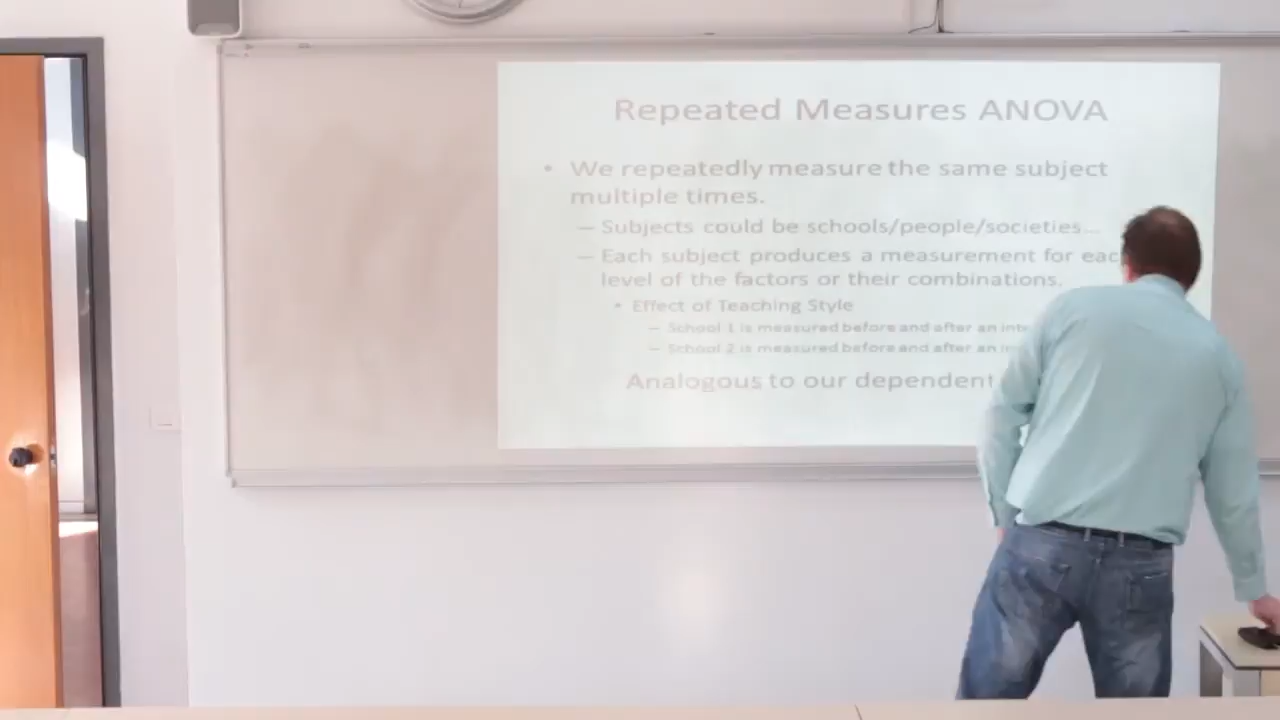 Repeated Measures ANOVA
• We repeatedly measure the same subject
multiple times.
– Subjects could be schools/people/societies...
– Each subject produces a measurement for
level of the factors or their combinations.
• Effect of Teaching Style
– School 1 is measured before and after an
– School 2 is measured before and after an
Analogous to our dependent